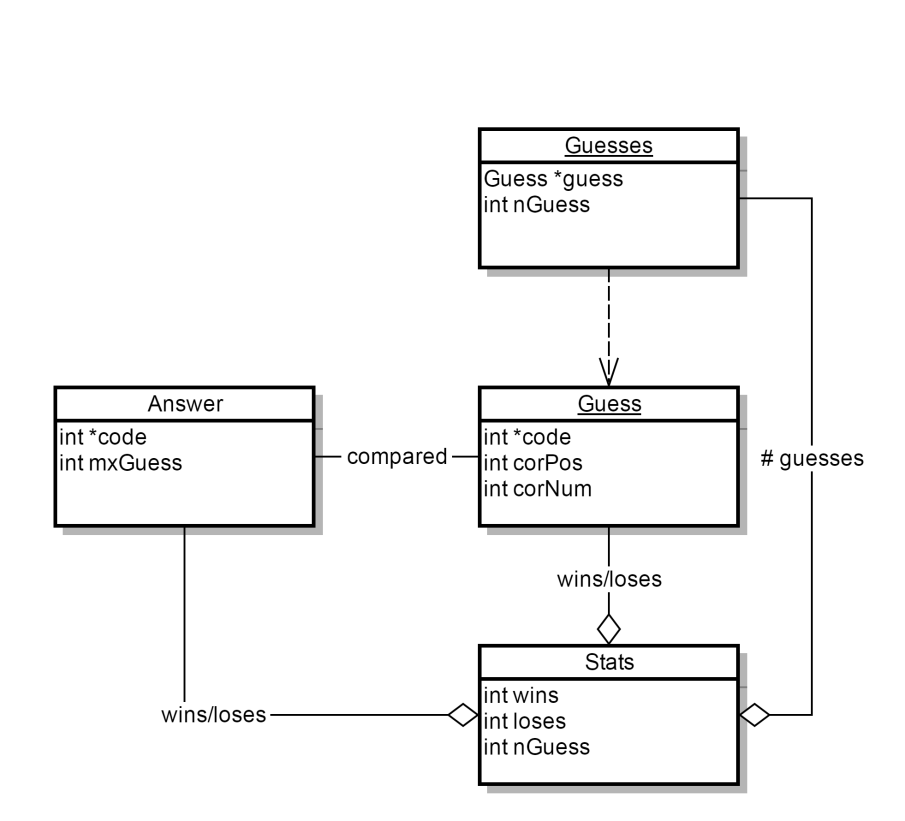 Guesses
Guess *guess
int nGuess
Answer
int *code
int mxGuess
compared
Guess
int *code
int corPos
int corNum
# guesses
wins/loses
Stats
int wins
int loses
int nGuess
wins/loses